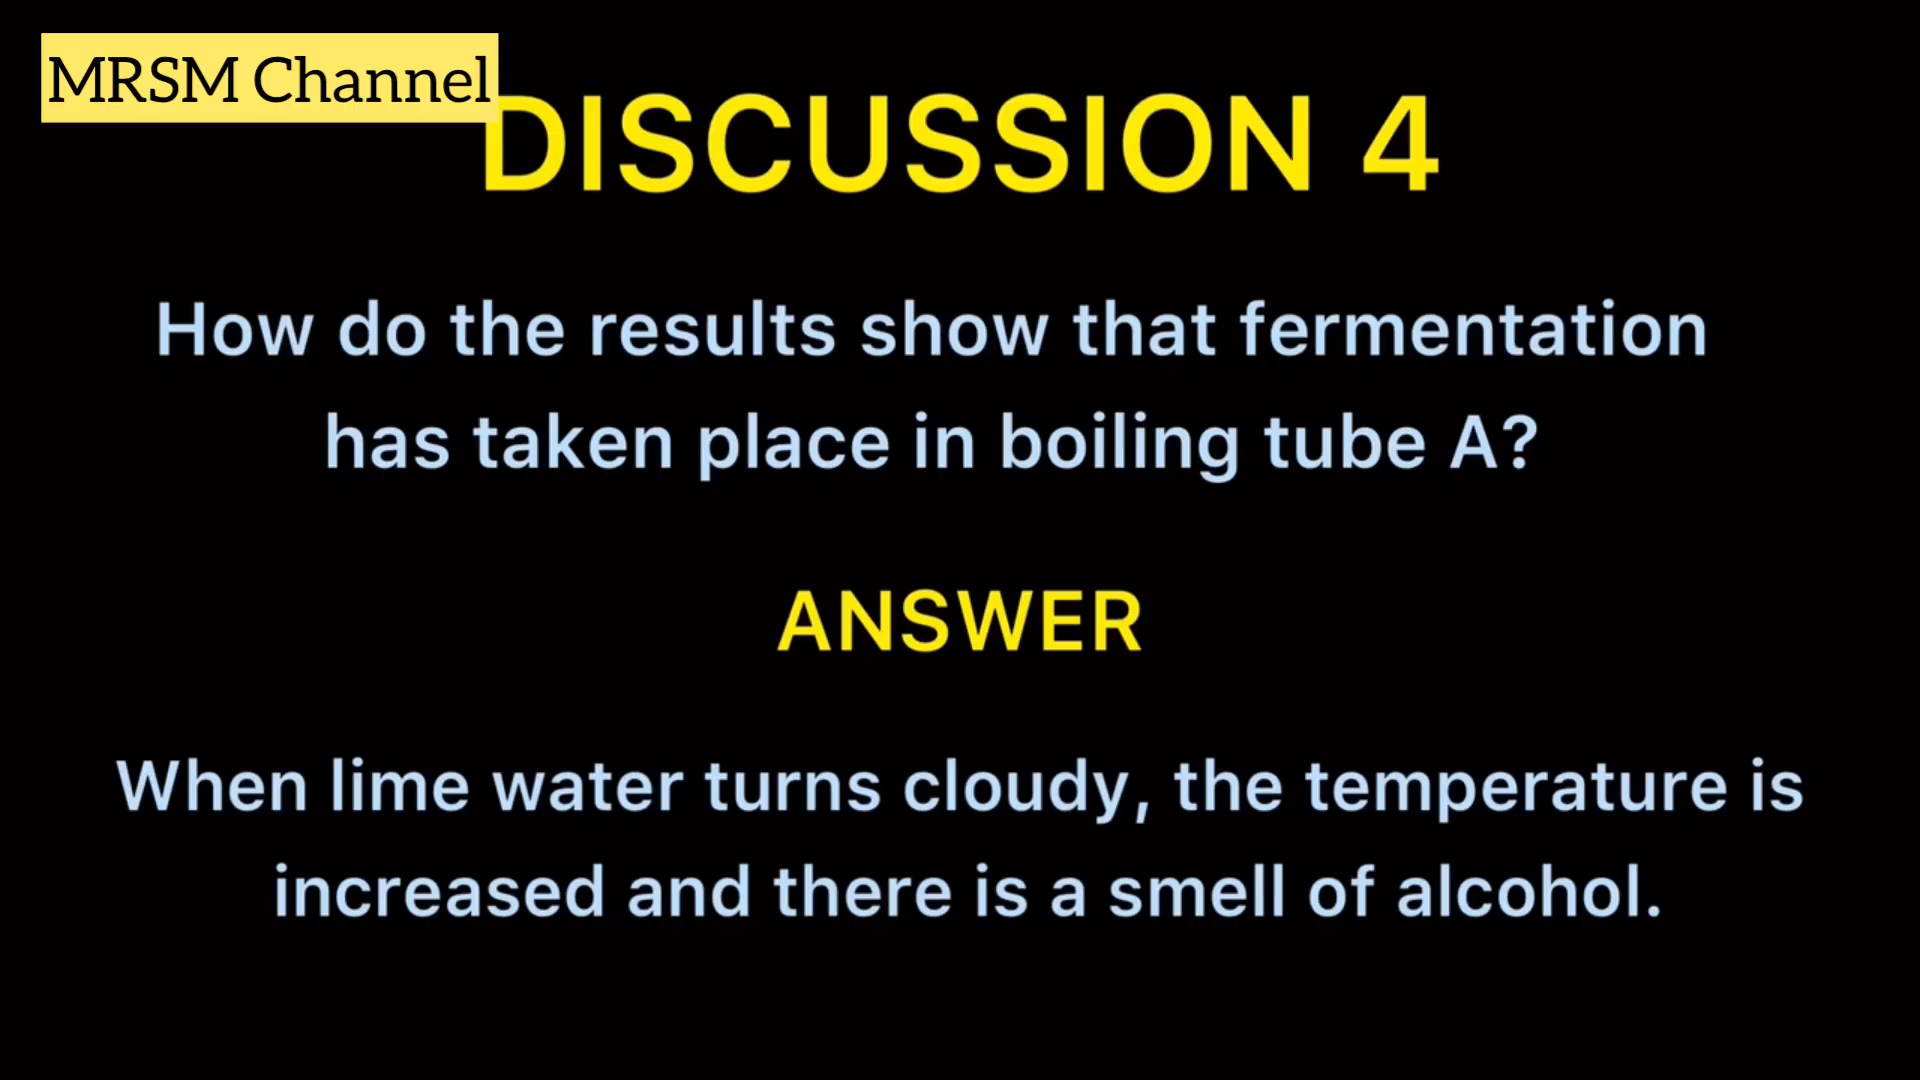 MRSM Channel
DISCUSSION 4
How do the results show that fermentation
has taken place in boiling tube A?
ANSWER
When lime water turns cloudy, the temperature is
increased and there is a smell of alcohol.